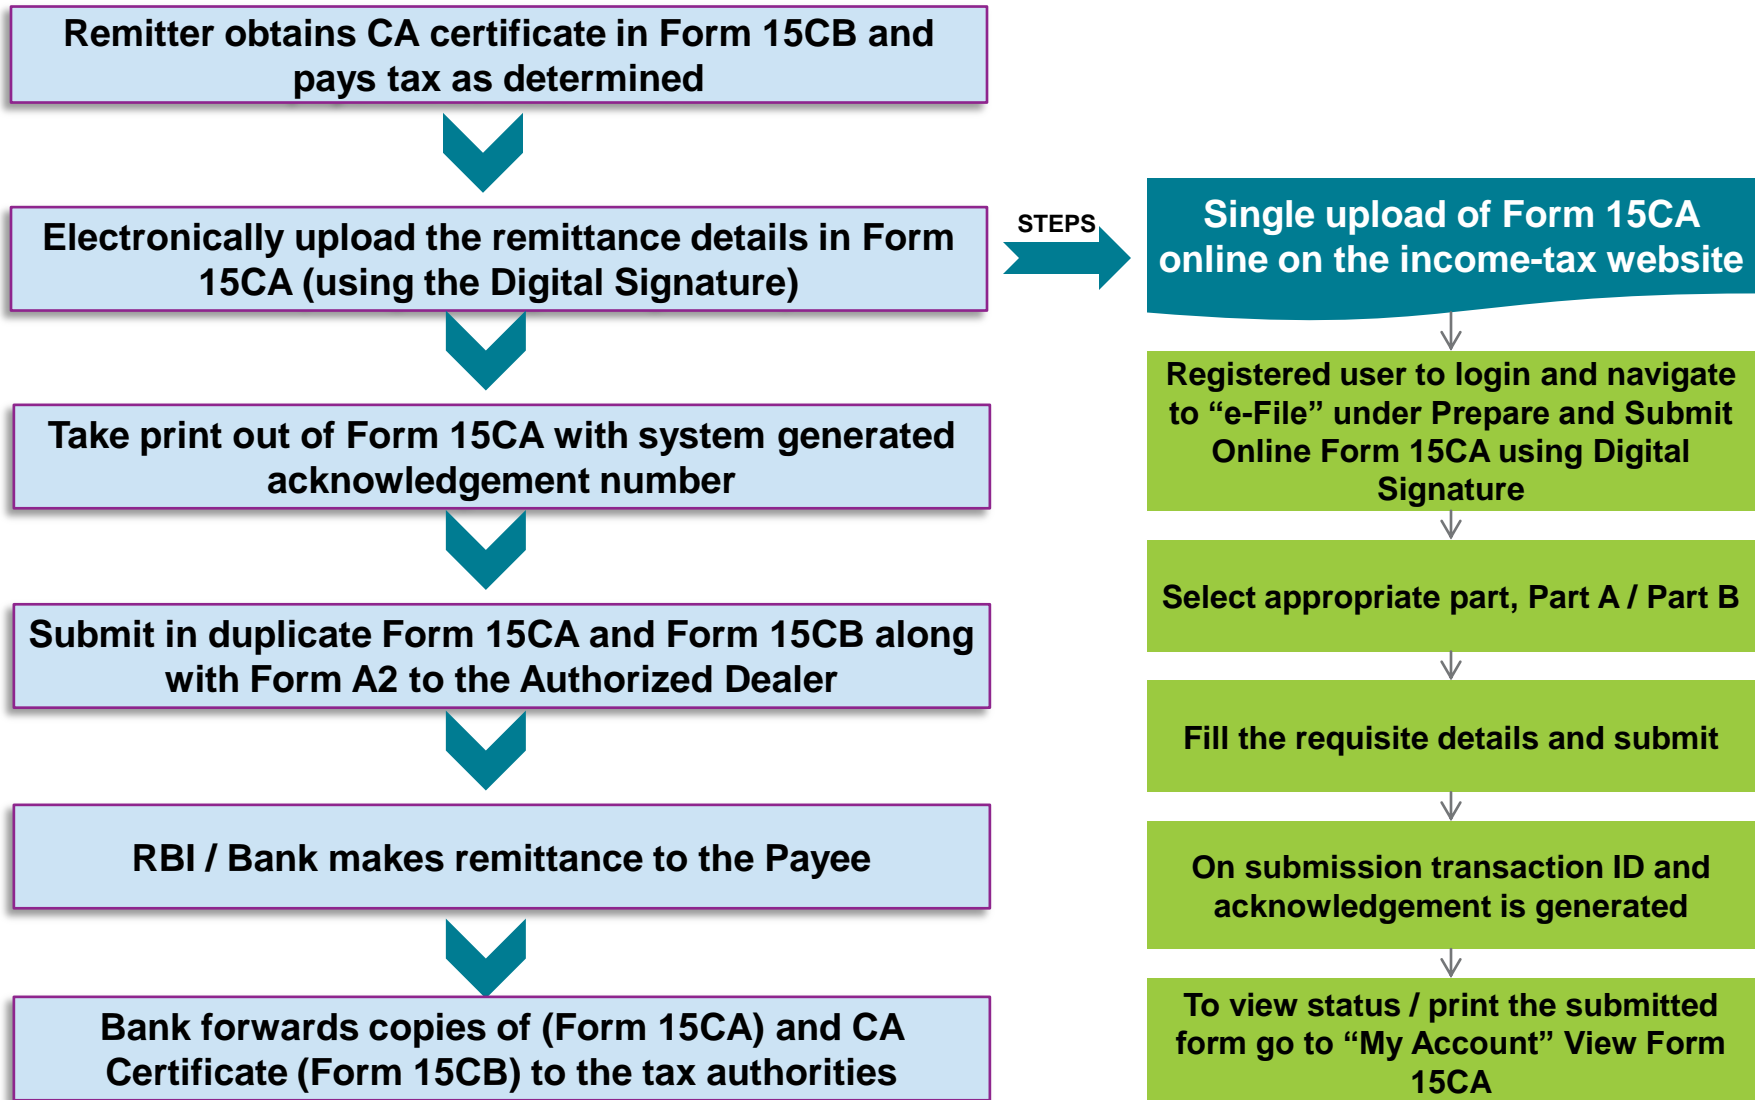 Remitter obtains CA certificate in Form 15CB and
pays tax as determined
Electronically upload the remittance details in Form
15CA (using the Digital Signature)
Take print out of Form 15CA with system generated
acknowledgement number
Submit in duplicate Form 15CA and Form 15CB along
with Form A2 to the Authorized Dealer
RBI / Bank makes remittance to the Payee
Bank forwards copies of (Form 15CA) and CA
Certificate (Form 15CB) to the tax authorities
STEPS
Single upload of Form 15CA
online on the income-tax website
Registered user to login and navigate
to “e-File” under Prepare and Submit
Online Form 15CA using Digital
Signature
Select appropriate part, Part A / Part B
Fill the requisite details and submit
On submission transaction ID and
acknowledgement is generated
To view status / print the submitted
form go to “My Account” View Form
15CA